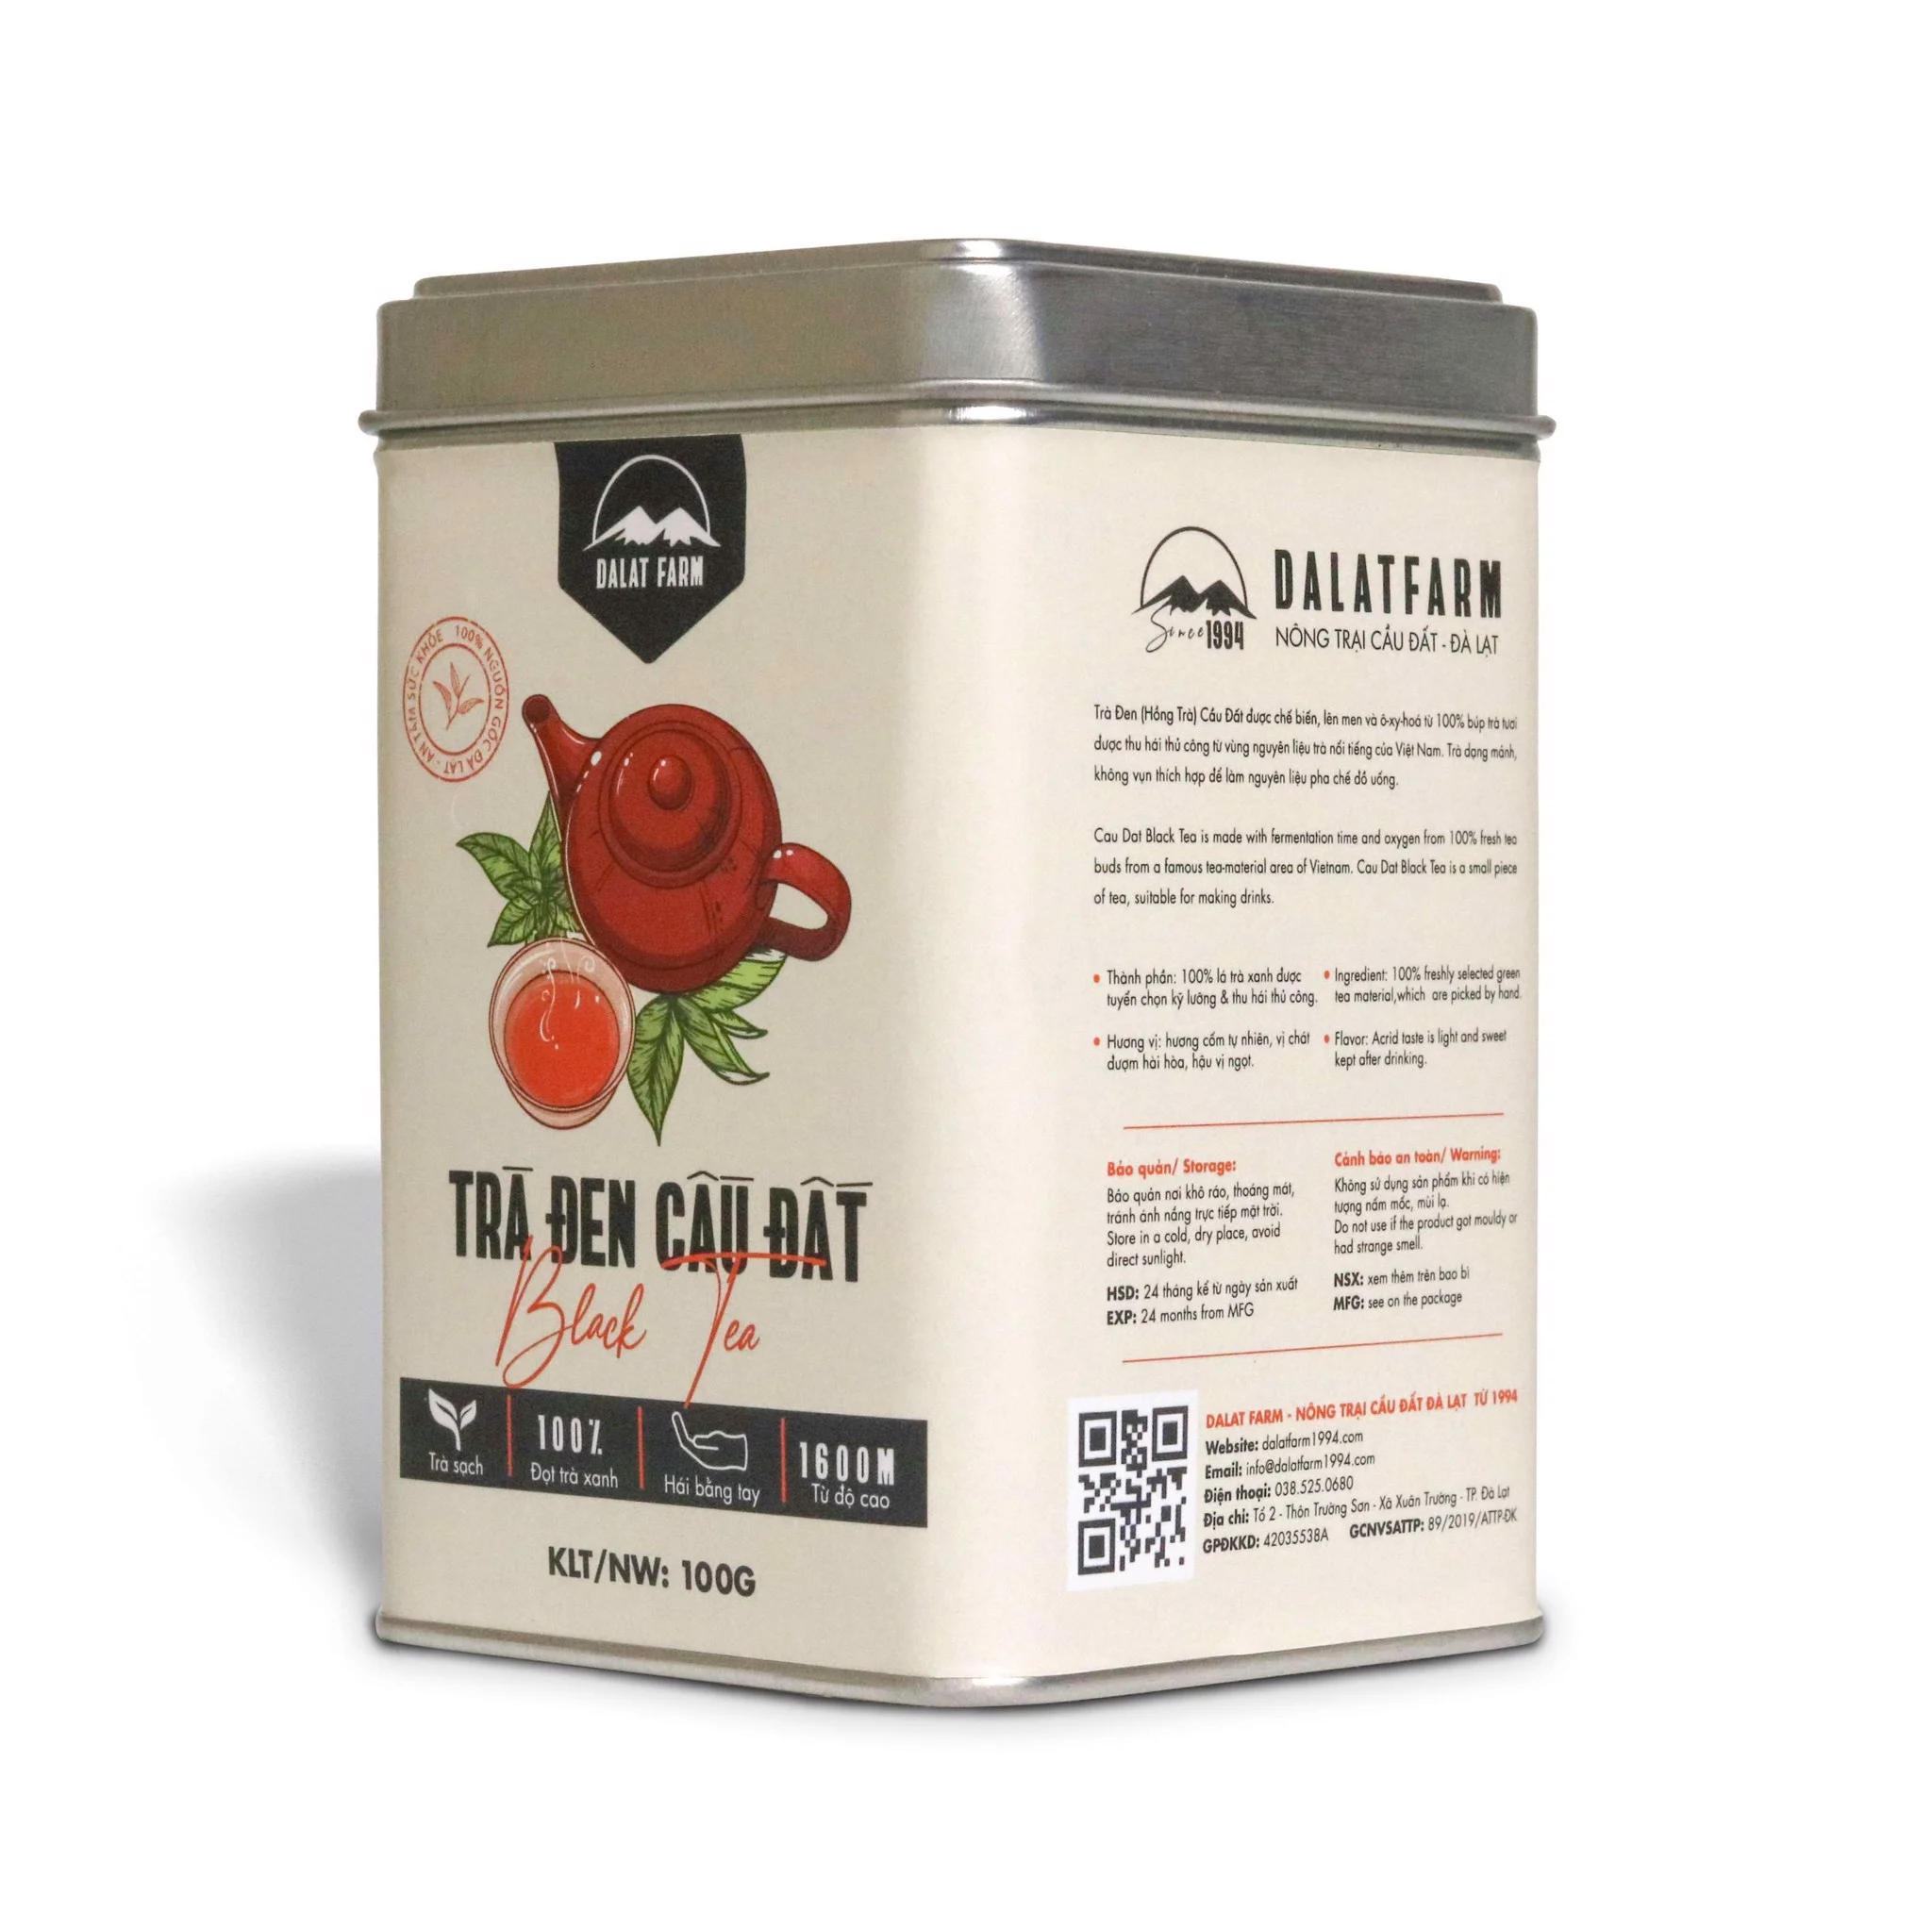 DALAT FARM
100% NGUỒN GỐC ĐÀ LẠT - AN TÂM SỨC KHỎE
TRÀ ĐEN CẦU ĐẤT
Black Tea
Trà sạch
100%
Đọt trà xanh
Hái bằng tay
1600M
Từ độ cao
KLT/NW: 100G
Since 1994
DALATFARM
NÔNG TRẠI CẦU ĐẤT - ĐÀ LẠT
Trà Đen (Hồng Trà) Cầu Đất được chế biến, lên men và ô-xy-hoá từ 100% búp trà tươi
được thu hái thủ công từ vùng nguyên liệu trà nổi tiếng của Việt Nam. Trà dạng mảnh,
không vụn thích hợp để làm nguyên liệu pha chế đồ uống.
Cau Dat Black Tea is made with fermentation time and oxygen from 100% fresh tea
buds from a famous tea-material area of Vietnam. Cau Dat Black Tea is a small piece
of tea, suitable for making drinks.
• Thành phần: 100% lá trà xanh được
tuyển chọn kỹ lưỡng & thu hái thủ công.
• Hương vị: hương cốm tự nhiên, vị chát
đượm hài hòa, hậu vị ngọt.
• Ingredient: 100% freshly selected green
tea material,which are picked by hand.
• Flavor: Acrid taste is light and sweet
kept after drinking.
Bảo quản/ Storage:
Bảo quản nơi khô ráo, thoáng mát,
tránh ánh nắng trực tiếp mặt trời.
Store in a cold, dry place, avoid
direct sunlight.
HSD: 24 tháng kể từ ngày sản xuất
EXP: 24 months from MFG
Cảnh báo an toàn/ Warning:
Không sử dụng sản phẩm khi có hiện
tượng nấm mốc, mùi lạ.
Do not use if the product got mouldy or
had strange smell.
NSX: xem thêm trên bao bì
MFG: see on the package
DALAT FARM - NÔNG TRẠI CẦU ĐẤT ĐÀ LẠT TỪ 1994
Website: dalatfarm1994.com
Email: info@dalatfarm1994.com
Điện thoại: 038.525.0680
Địa chỉ: Tổ 2 - Thôn Trường Sơn - Xã Xuân Trường - TP. Đà Lạt
GPĐKKD: 42035538A GCNVSATTP: 89/2019/ATTP-ĐK